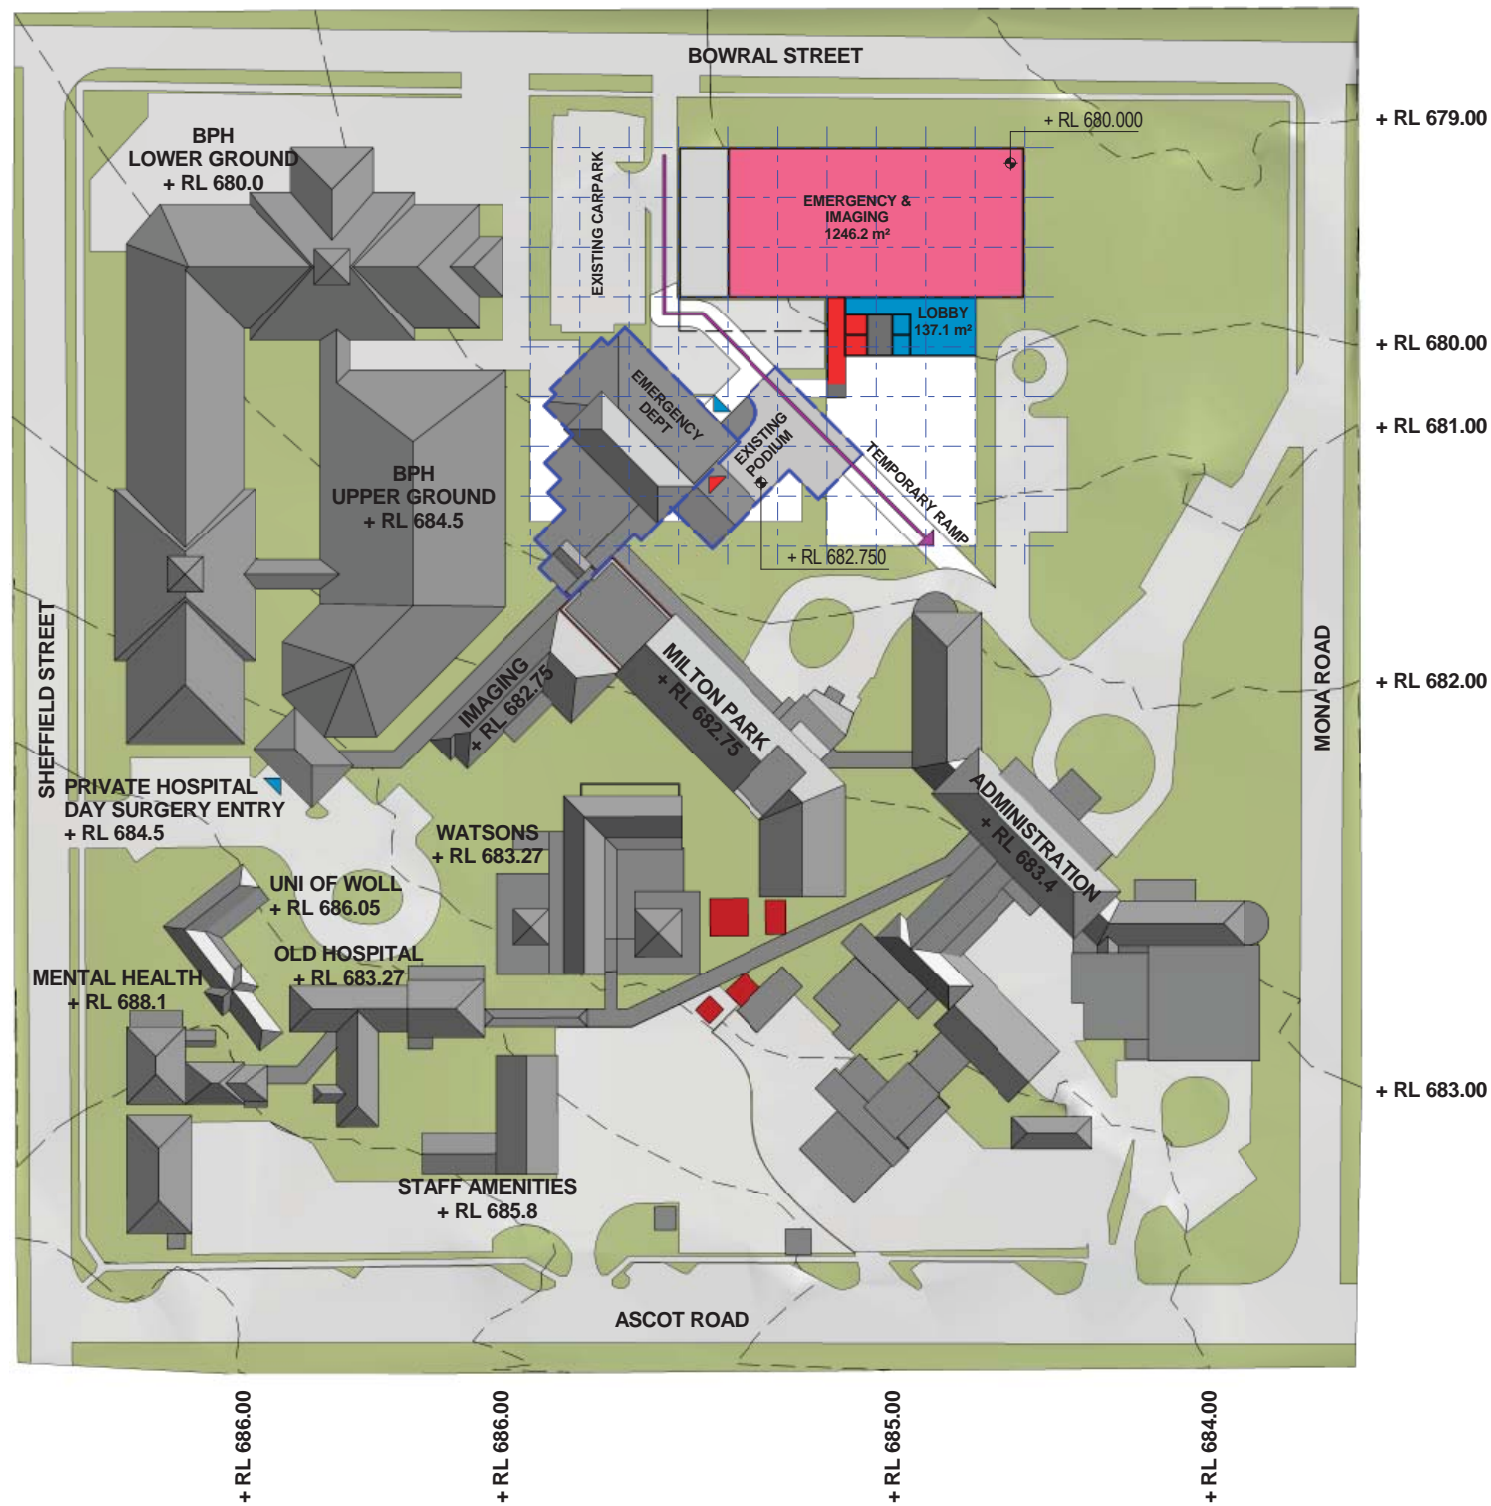 BOWRAL STREET
+ RL 679.00
+ RL 680.000
BPH
LOWER GROUND
+ RL 680.0
EXISTING CARPARK
EMERGENCY &
IMAGING
1246.2 m²
LOBBY
137.1 m²
+ RL 680.00
EMERGENCY
DEPT
EXISTING
PODIUM
+ RL 681.00
BPH
UPPER GROUND
+ RL 684.5
TEMPORARY RAMP
+ RL 682.750
SHEFFIELD STREET
IMAGING
+ RL 682.75
MILTON PARK
+ RL 682.75
MONA ROAD
+ RL 682.00
PRIVATE HOSPITAL
DAY SURGERY ENTRY
+ RL 684.5
ADMINISTRATION
+ RL 683.4
WATSONS
+ RL 683.27
UNI OF WOLL
+ RL 686.05
OLD HOSPITAL
+ RL 683.27
MENTAL HEALTH
+ RL 688.1
+ RL 683.00
STAFF AMENITIES
+ RL 685.8
ASCOT ROAD
+ RL 686.00
+ RL 686.00
+ RL 685.00
+ RL 684.00